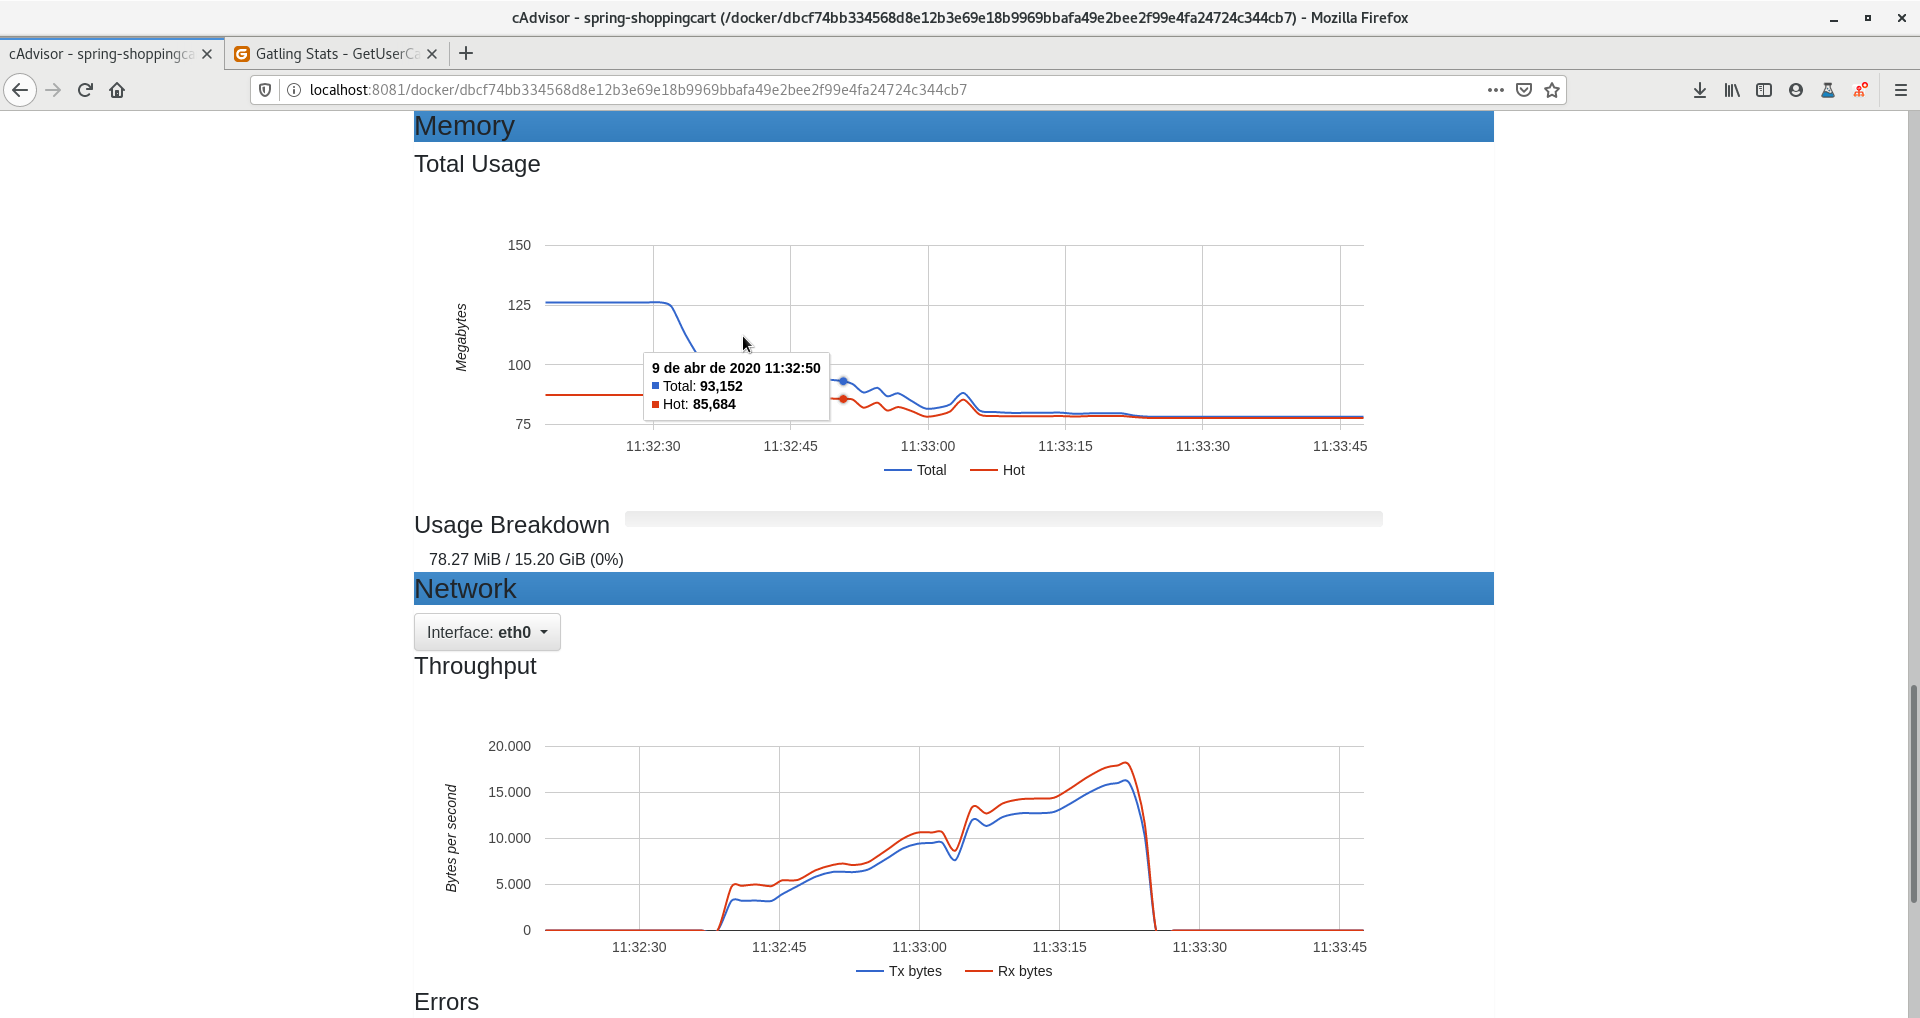 cAdvisor - spring-shoppingcart (/docker/dbcf74bb334568d8e12b3e69e18b9969bbafa49e2bee2f99e4fa24724c344cb7) - Mozilla Firefox
cAdvisor - spring-shoppingca
Gatling Stats - GetUserCa
localhost:8081/docker/dbcf74bb334568d8e12b3e69e18b9969bbafa49e2bee2f99e4fa24724c344cb7
Memory
Total Usage
150
125
100
75
Megabytes
9 de abr de 2020 11:32:50
Total: 93,152
Hot: 85,684
11:32:30 11:32:45 11:33:00 11:33:15 11:33:30 11:33:45
Total Hot
Usage Breakdown
78.27 MiB / 15.20 GiB (0%)
Network
Interface: eth0
Throughput
20.000
15.000
10.000
5.000
0
Bytes per second
11:32:30 11:32:45 11:33:00 11:33:15 11:33:30 11:33:45
Tx bytes Rx bytes
Errors